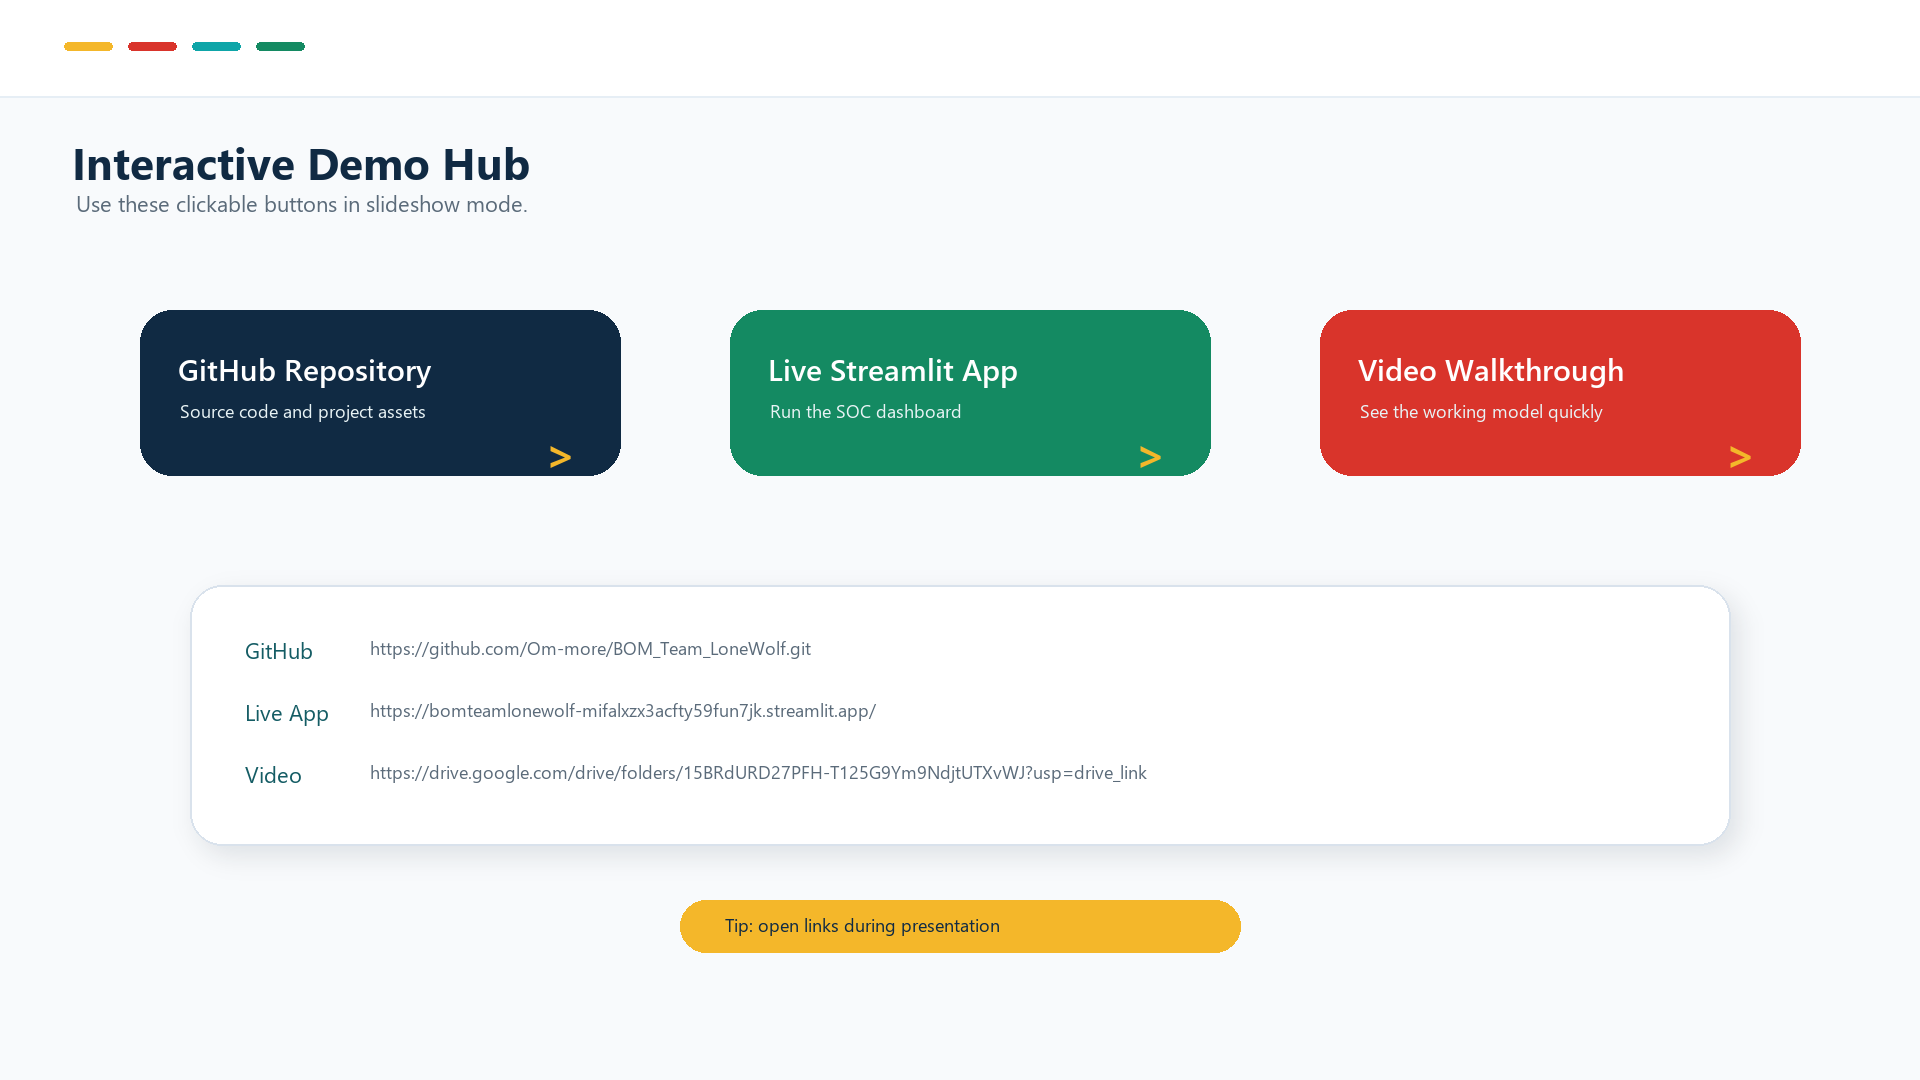 Interactive Demo Hub
Use these clickable buttons in slideshow mode.
GitHub Repository
Source code and project assets
>
Live Streamlit App
Run the SOC dashboard
>
Video Walkthrough
See the working model quickly
>
GitHub https://github.com/Om-more/BOM_Team_LoneWolf.git
Live App https://bomteamlonewolf-mifalxzx3acfty59fun7jk.streamlit.app/
Video https://drive.google.com/drive/folders/15BRdURD27PFH-T125G9Ym9NdjtUTXvWJ?usp=drive_link
Tip: open links during presentation